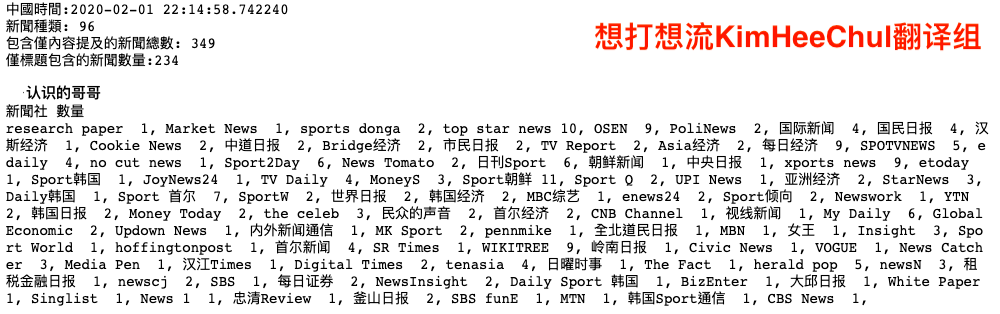 中國時間:2020-02-01 22:14:58.742240
新聞種類: 96
包含僅內容提及的新聞總數: 349
僅標題包含的新聞數量:234
想打想流KimHeeChul翻译组
认识的哥哥
新聞社 數量
research paper 1, Market News 1, sports donga 2, top star news 10, OSEN 9, PoliNews 2, 国际新闻 4, 国民日报 4, 汉
斯经济 1, Cookie News 2, 中道日报 2, Bridge经济 2, 市民日报 2, TV Report 2, Asia经济 2, 每日经济 9, SPOTVNEWS 5, e
daily 4, no cut news 1, Sport2Day 6, News Tomato 2, 日刊Sport 6, 朝鲜新闻 1, 中央日报 1, xports news 9, etoday
1, Sport韩国 1, JoyNews24 1, TV Daily 4, MoneyS 3, Sport朝鲜 11, Sport Q 2, UPI News 1, 亚洲经济 2, StarNews 3,
Daily韩国 1, Sport 首尔 7, SportW 2, 世界日报 2, 韩国经济 2, MBC综艺 1, enews24 2, Sport倾向 2, Newswork 1, YTN
2, 韩国日报 2, Money Today 2, the celeb 3, 民众的声音 2, 首尔经济 2, CNB Channel 1, 视线新闻 1, My Daily 6, Global
Economic 2, Updown News 1, 内外新闻通信 1, MK Sport 2, pennmike 1, 全北道民日报 1, MBN 1, 女王 1, Insight 3, Spo
rt World 1, hoffingtonpost 1, 首尔新闻 4, SR Times 1, WIKITREE 9, 岭南日报 1, Civic News 1, VOGUE 1, News Catch
er 3, Media Pen 1, 汉江Times 1, Digital Times 2, tenasia 4, 日曜时事 1, The Fact 1, herald pop 5, newsN 3, 租
税金融日报 1, newscj 2, SBS 1, 每日证券 2, NewsInsight 2, Daily Sport 韩国 1, BizEnter 1, 大邱日报 1, White Paper
1, Singlist 1, News 1 1, 忠清Review 1, 釜山日报 2, SBS funE 1, MTN 1, 韩国Sport通信 1, CBS News 1,